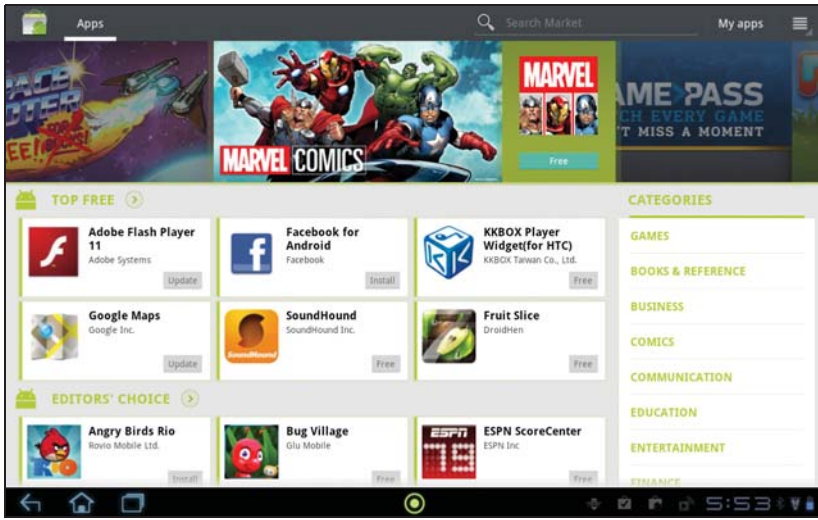 Apps
Search Market
My apps
MARVEL COMICS
MARVEL
Free
AME PASS
CH EVERY GAME
'T MISS A MOMENT
TOP FREE
Adobe Flash Player 11
Adobe Systems
Update
Facebook for Android
Facebook
Install
KKBOX Player Widget(for HTC)
KKBOX Taiwan Co., Ltd.
Free
Google Maps
Google Inc.
Update
SoundHound
SoundHound
SoundHound Inc.
Free
Fruit Slice
DroidHen
Free
EDITORS' CHOICE
RIO
Angry Birds Rio
Rovio Mobile Ltd.
Install
Bug Village
Glu Mobile
Free
ESPN
ESPN ScoreCenter
ESPN Inc
Free
CATEGORIES
GAMES
BOOKS & REFERENCE
BUSINESS
COMICS
COMMUNICATION
EDUCATION
ENTERTAINMENT
FINANCE
5:53